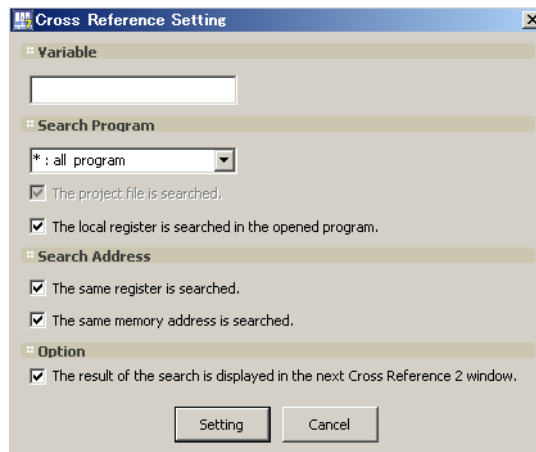 Cross Reference Setting
Variable
Search Program
* : all program
The project file is searched.
The local register is searched in the opened program.
Search Address
The same register is searched.
The same memory address is searched.
Option
The result of the search is displayed in the next Cross Reference 2 window.
Setting Cancel